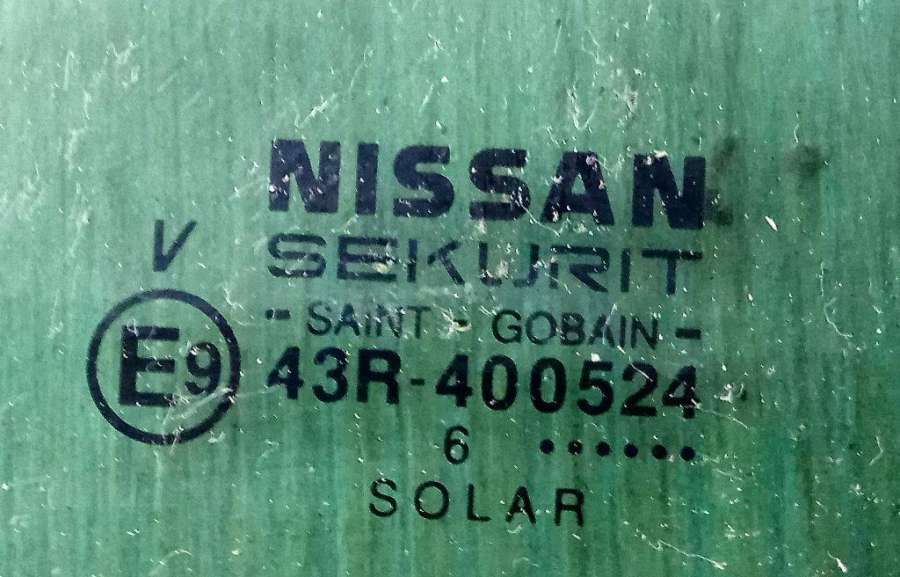 NISSAN
V
SEKURIT
- SAINT - GOBAIN -
E9 43R-400524
6 ••••••
SOLAR